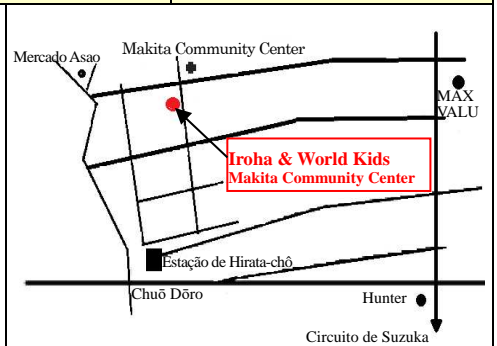 Makita Community Center
Mercado Asao
MAX
VALU
Iroha & World Kids
Makita Community Center
Estação de Hirata-chô
Chuō Dōro
Hunter
Circuito de Suzuka